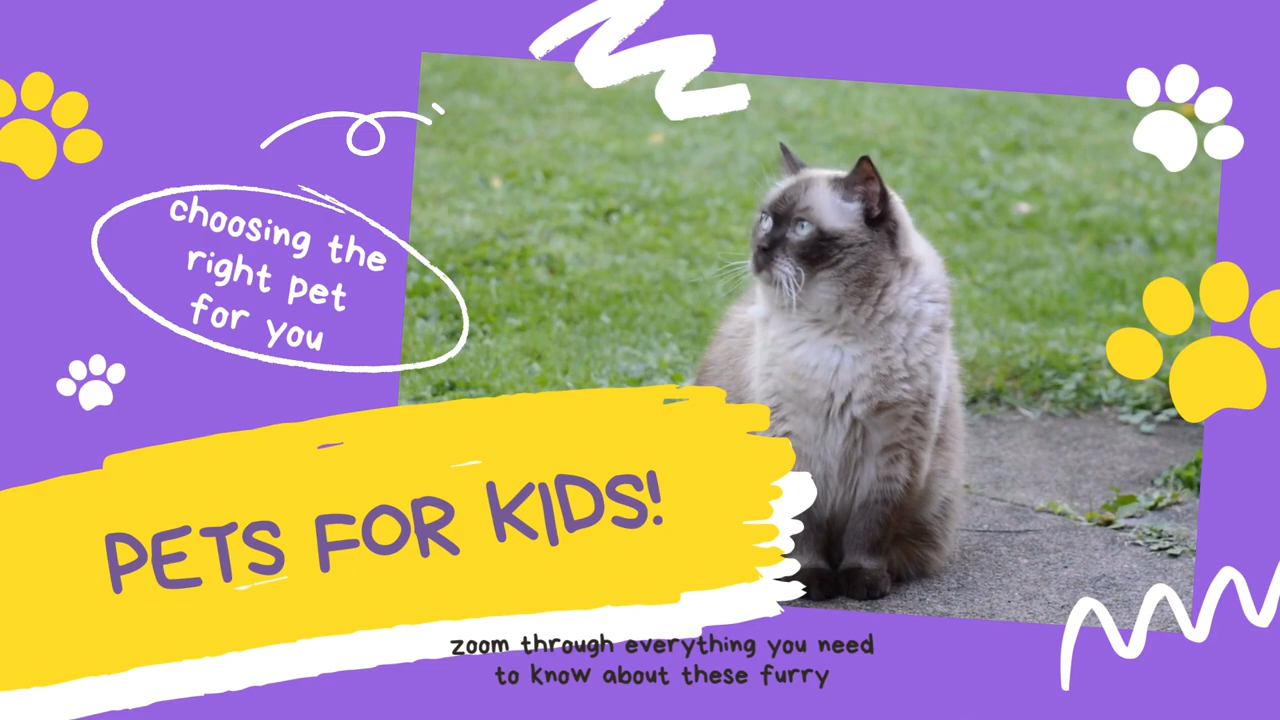 choosing the
right pet
for you
PETS FOR KIDS!
zoom through everything you need
to know about these furry